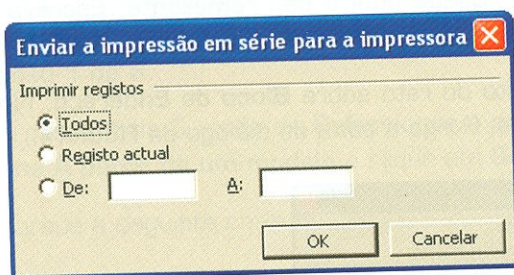 Enviar a impressão em série para a impressora
Imprimir registos
Todos
Registo actual
De: A:
OK Cancelar